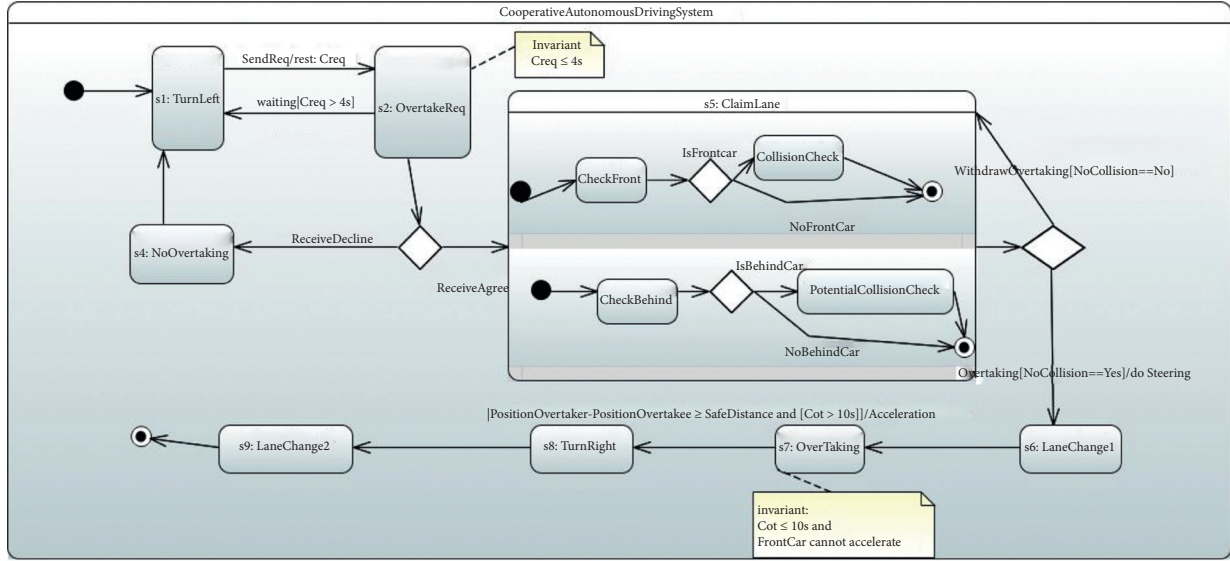 CooperativeAutonomousDrivingSystem
SendReq/rest: Creq
Invariant
Creq ≤ 4s
s1: TurnLeft
waiting[Creq > 4s]
s2: OvertakeReq
s5: ClaimLane
IsFrontcar
CollisionCheck
CheckFront
WithdrawOvertaking[NoCollision==No]
NoFrontCar
ReceiveDecline
s4: NoOvertaking
IsBehindCar
ReceiveAgree
CheckBehind
PotentialCollisionCheck
NoBehindCar
Overtaking[NoCollision==Yes]/do Steering
|PositionOvertaker-PositionOvertakee ≥ SafeDistance and [Cot > 10s]]/Acceleration
s9: LaneChange2
s8: TurnRight
s7: OverTaking
s6: LaneChange1
invariant:
Cot ≤ 10s and
FrontCar cannot accelerate